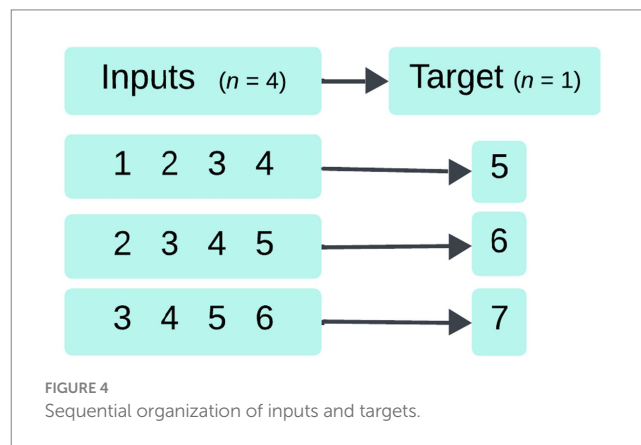 Inputs (n = 4) Target (n = 1)
1 2 3 4 5
2 3 4 5 6
3 4 5 6 7
FIGURE 4
Sequential organization of inputs and targets.